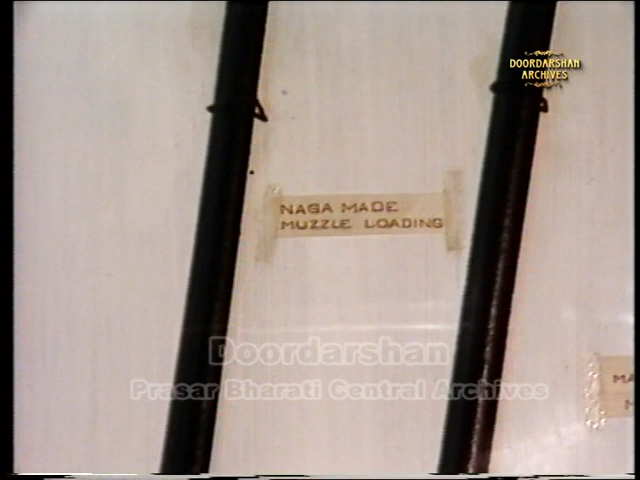 DOORDARSHAN
ARCHIVES
NAGA MADE
MUZZLE LOADING
Doordarshan
Prasar Bharati Central Archives